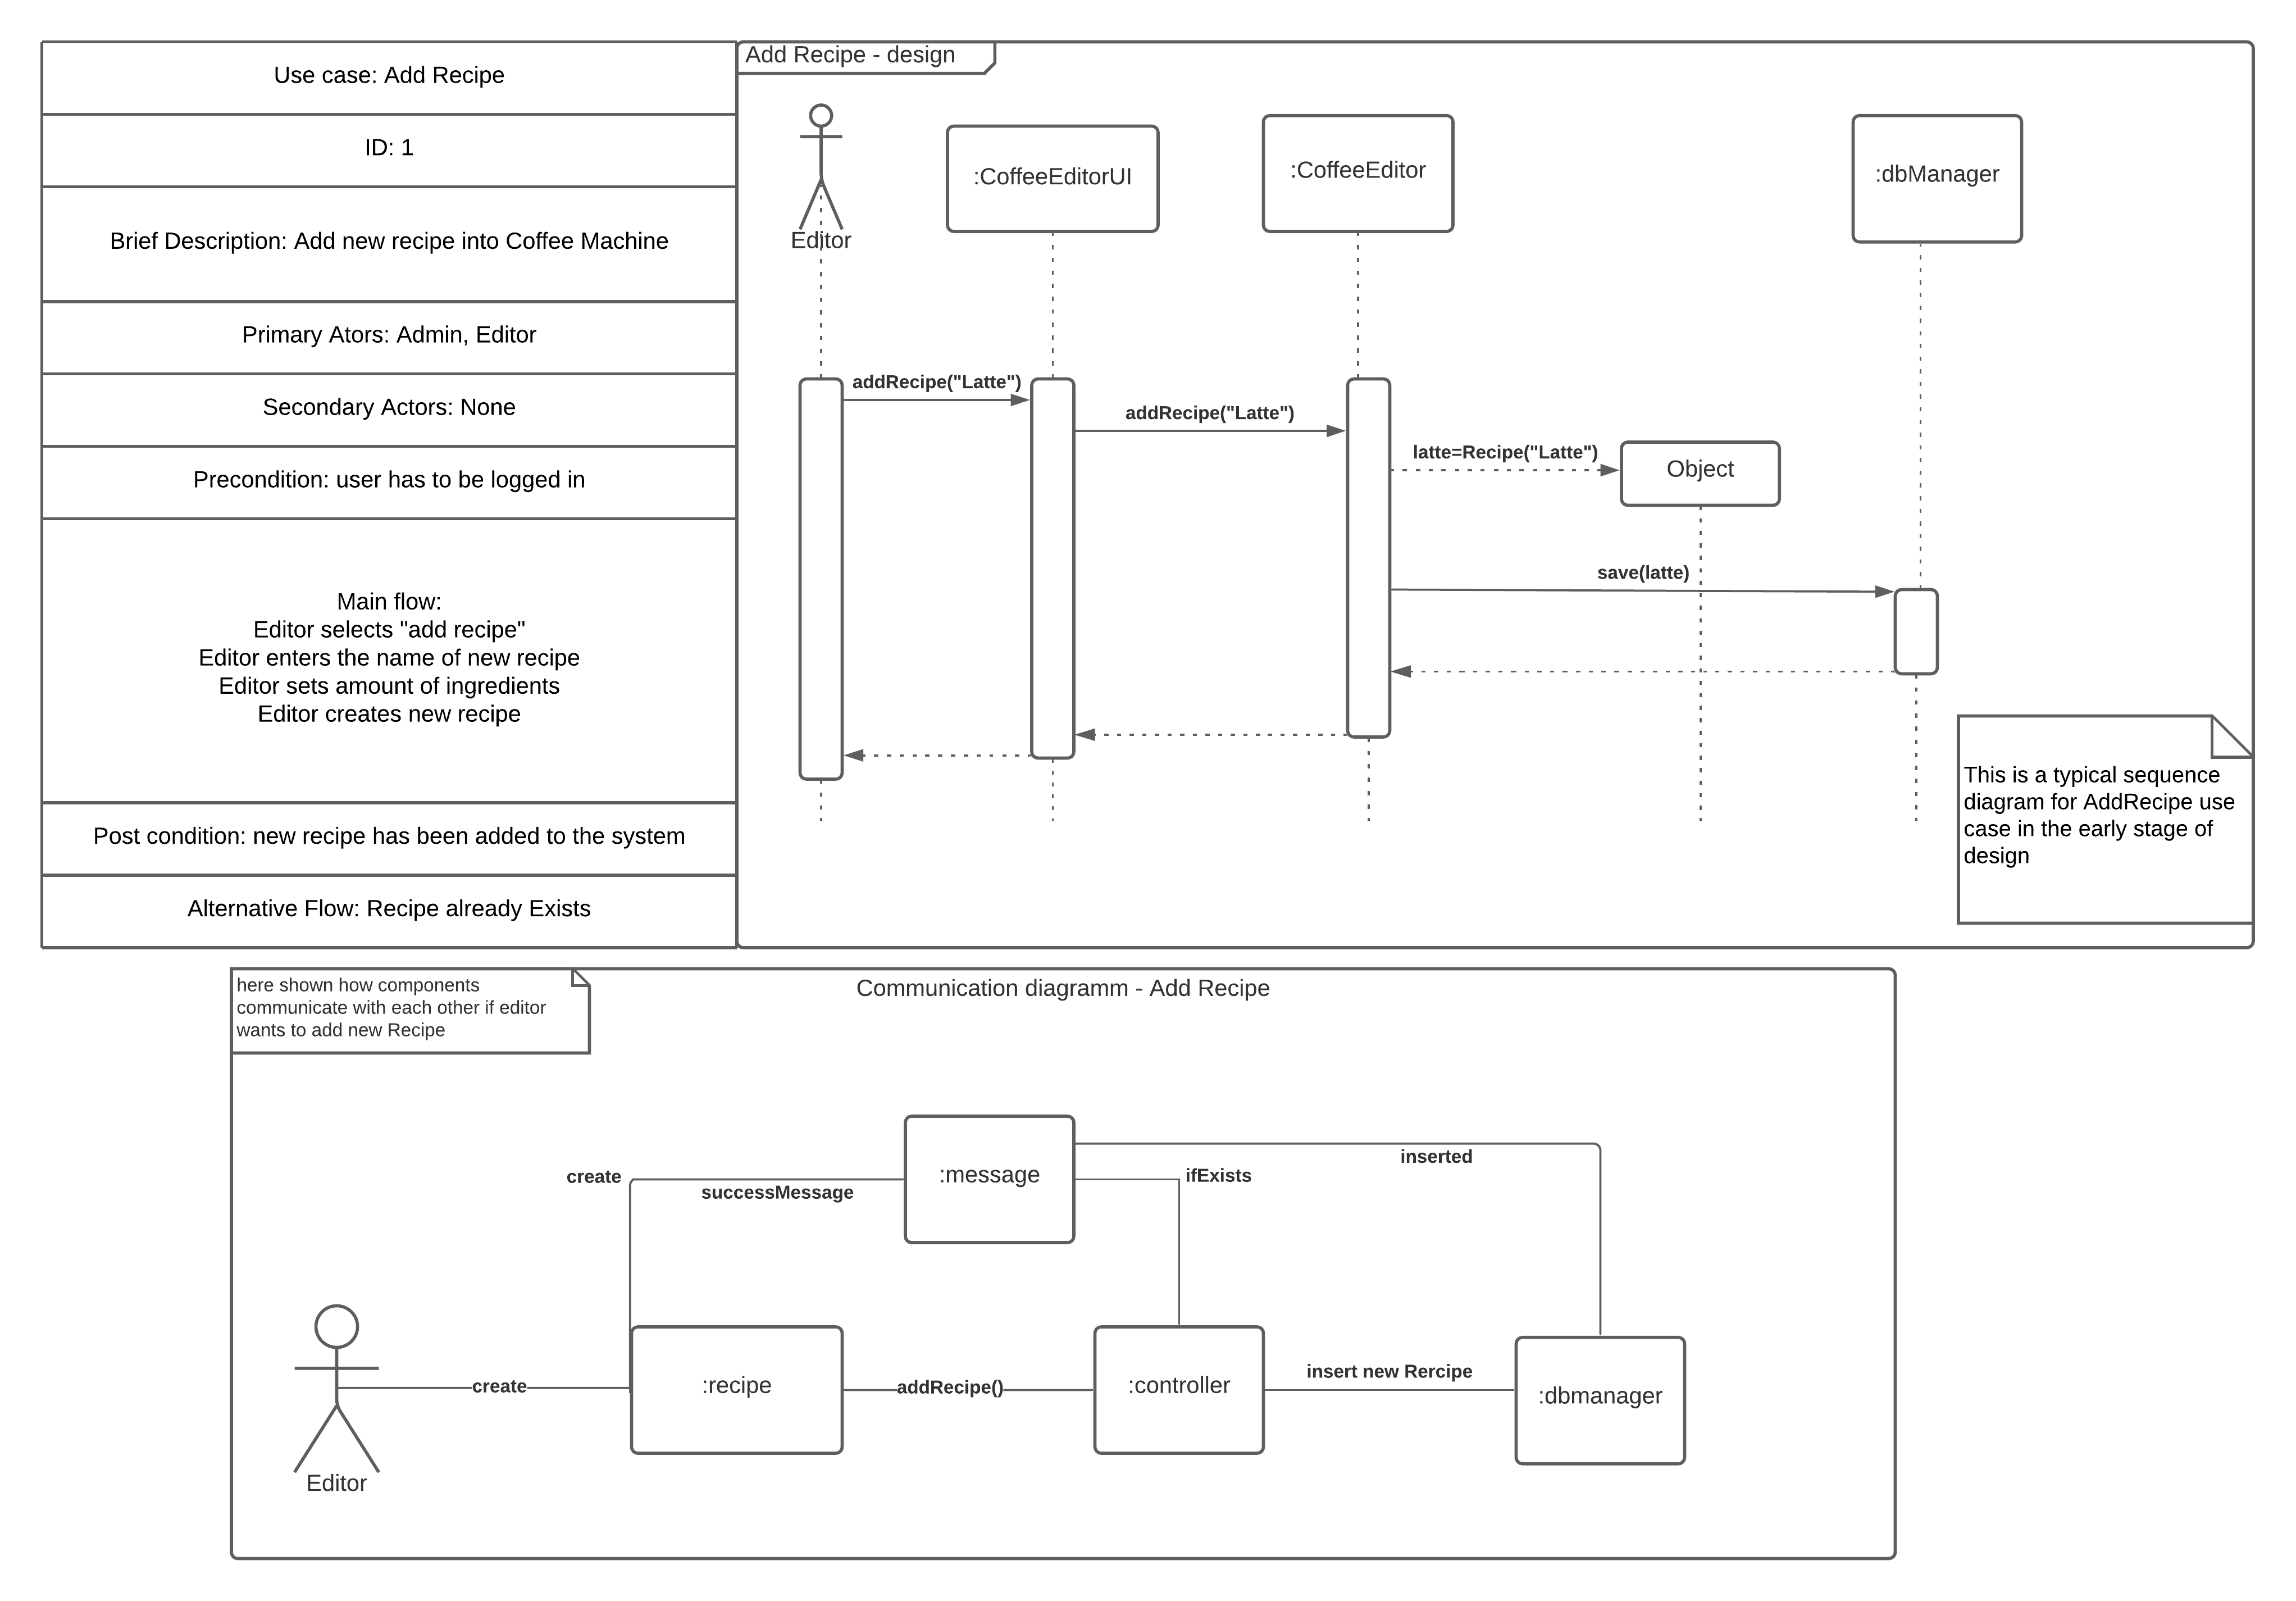 Use case: Add Recipe
ID: 1
Brief Description: Add new recipe into Coffee Machine
Primary Ators: Admin, Editor
Secondary Actors: None
Precondition: user has to be logged in
Main flow:
Editor selects "add recipe"
Editor enters the name of new recipe
Editor sets amount of ingredients
Editor creates new recipe
Post condition: new recipe has been added to the system
Alternative Flow: Recipe already Exists
Add Recipe - design
Editor
:CoffeeEditorUI
:CoffeeEditor
:dbManager
addRecipe("Latte")
addRecipe("Latte")
latte=Recipe("Latte")
Object
save(latte)
This is a typical sequence
diagram for AddRecipe use
case in the early stage of
design
here shown how components
communicate with each other if editor
wants to add new Recipe
Communication diagramm - Add Recipe
:message
create
successMessage
ifExists
inserted
Editor
create
:recipe
addRecipe()
:controller
insert new Rercipe
:dbmanager